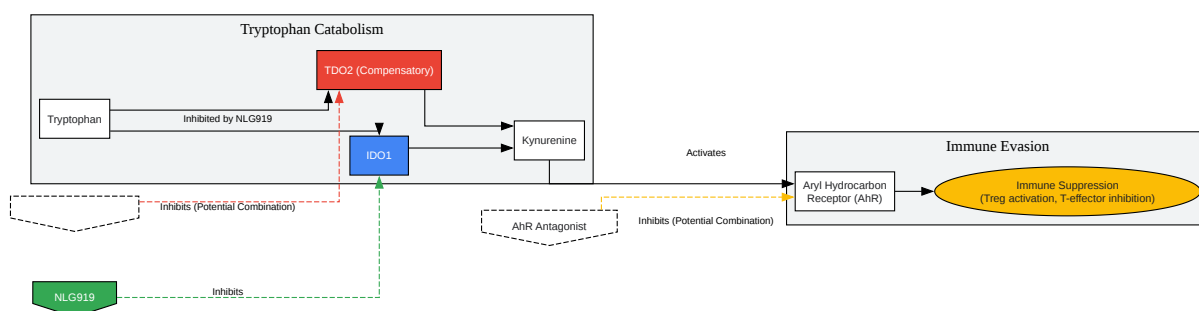 Tryptophan Catabolism
TDO2 (Compensatory)
Tryptophan
Inhibited by NLG919
Kynurenine
IDO1
Activates
Immune Evasion
Aryl Hydrocarbon
Receptor (AhR)
Immune Suppression
(Treg activation, T-effector inhibition)
Inhibits (Potential Combination)
AhR Antagonist
Inhibits (Potential Combination)
NLG919
Inhibits